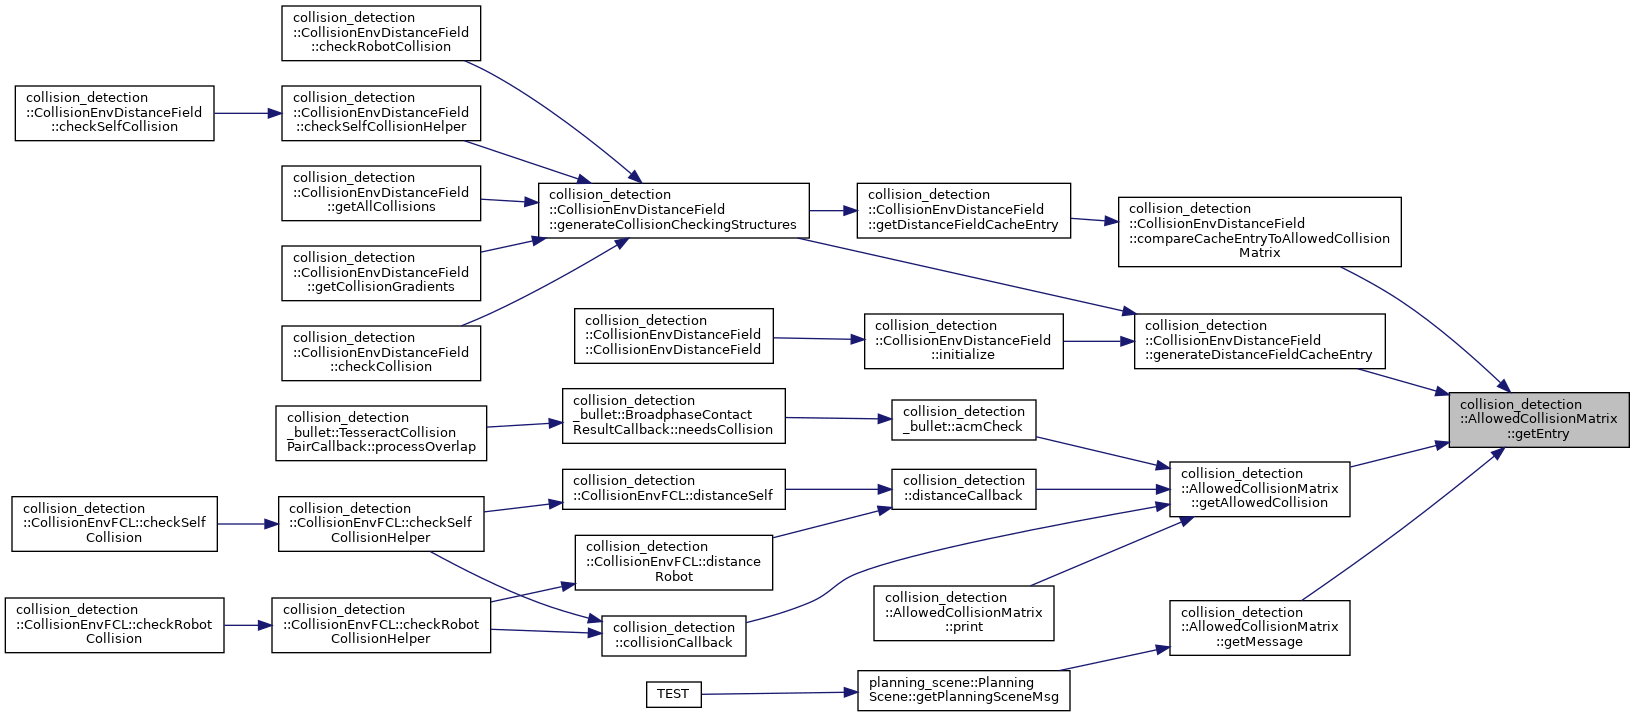 collision_detection
::CollisionEnvDistanceField
::checkRobotCollision
collision_detection
::CollisionEnvDistanceField
::checkSelfCollision
collision_detection
::CollisionEnvDistanceField
::checkSelfCollisionHelper
collision_detection
::CollisionEnvDistanceField
::getAllCollisions
collision_detection
::CollisionEnvDistanceField
::getCollisionGradients
collision_detection
::CollisionEnvDistanceField
::checkCollision
collision_detection
::CollisionEnvDistanceField
::generateCollisionCheckingStructures
collision_detection
::CollisionEnvDistanceField
::getDistanceFieldCacheEntry
collision_detection
::CollisionEnvDistanceField
::compareCacheEntryToAllowedCollision
Matrix
collision_detection
::CollisionEnvDistanceField
::CollisionEnvDistanceField
collision_detection
::CollisionEnvDistanceField
::initialize
collision_detection
::CollisionEnvDistanceField
::generateDistanceFieldCacheEntry
collision_detection
::AllowedCollisionMatrix
::getEntry
collision_detection
_bullet::TesseractCollision
PairCallback::processOverlap
collision_detection
_bullet::BroadphaseContact
ResultCallback::needsCollision
collision_detection
_bullet::acmCheck
collision_detection
::CollisionEnvFCL::distanceSelf
collision_detection
::distanceCallback
collision_detection
::AllowedCollisionMatrix
::getAllowedCollision
collision_detection
::CollisionEnvFCL::checkSelf
Collision
collision_detection
::CollisionEnvFCL::checkSelf
CollisionHelper
collision_detection
::CollisionEnvFCL::distance
Robot
collision_detection
::AllowedCollisionMatrix
::print
collision_detection
::CollisionEnvFCL::checkRobot
Collision
collision_detection
::CollisionEnvFCL::checkRobot
CollisionHelper
collision_detection
::collisionCallback
collision_detection
::AllowedCollisionMatrix
::getMessage
TEST
planning_scene::Planning
Scene::getPlanningSceneMsg